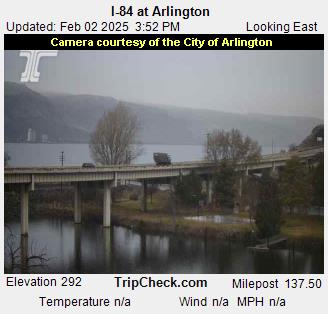 I-84 at Arlington
Updated: Feb 02 2025 3:52 PM Looking East
Camera courtesy of the City of Arlington
Elevation 292 TripCheck.com Milepost 137.50
Temperature n/a Wind n/a MPH n/a